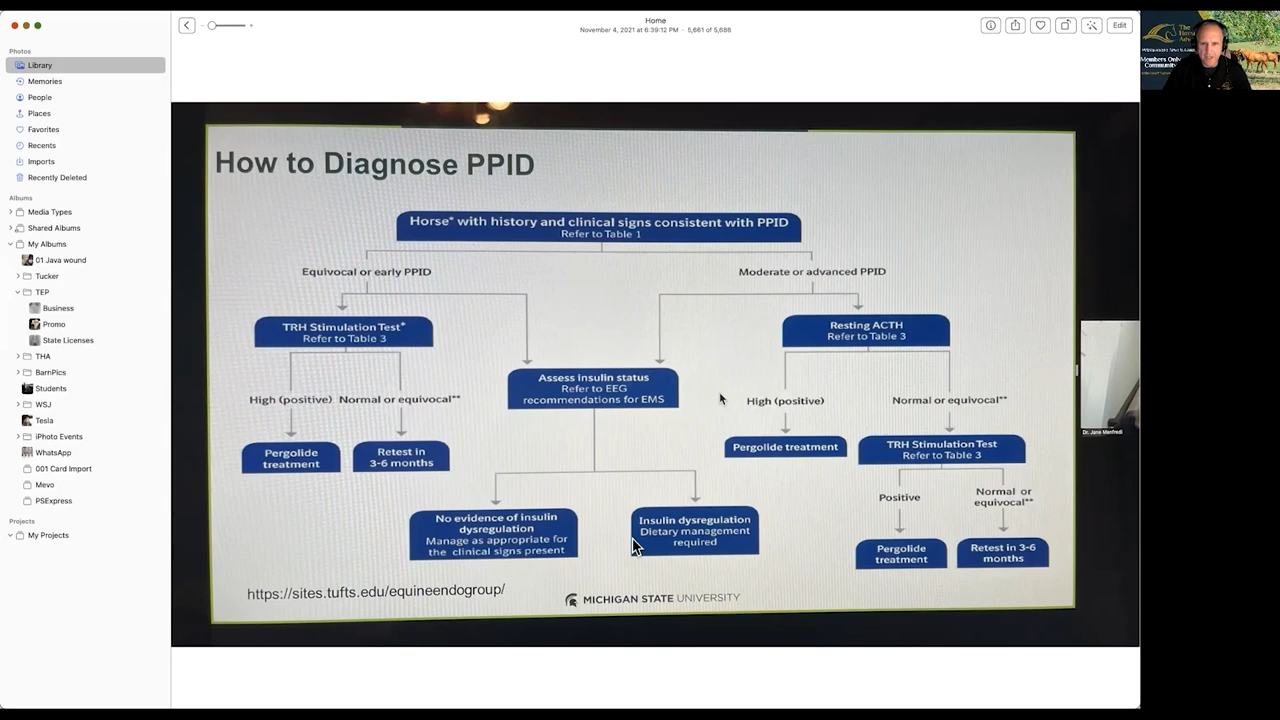 Home
November 4, 2021 at 6:39:12 PM · 5,661 of 5,686
Edit
Photos
Library
Memories
People
Places
Favorites
Recents
Imports
Recently Deleted
Albums
Media Types
Shared Albums
My Albums
01 Java wound
Tucker
TEP
Business
Promo
State Licenses
THA
BarnPics
Students
WSJ
Tesla
iPhoto Events
WhatsApp
001 Card Import
Mevo
PSExpress
Projects
My Projects
How to Diagnose PPID
Horse* with history and clinical signs consistent with PPID
Refer to Table 1
Equivocal or early PPID
Moderate or advanced PPID
TRH Stimulation Test*
Refer to Table 3
Resting ACTH
Refer to Table 3
Assess insulin status
Refer to EEG
recommendations for EMS
High (positive)
Normal or equivocal**
High (positive)
Normal or equivocal**
Pergolide
treatment
Retest in
3-6 months
Pergolide treatment
TRH Stimulation Test
Refer to Table 3
Positive
Normal or
equivocal**
No evidence of insulin
dysregulation
Manage as appropriate for
the clinical signs present
Insulin dysregulation
Dietary management
required
Pergolide
treatment
Retest in 3-6
months
https://sites.tufts.edu/equineendogroup/
MICHIGAN STATE UNIVERSITY
The
Members Only
Community
Dr. Jane Manfredi